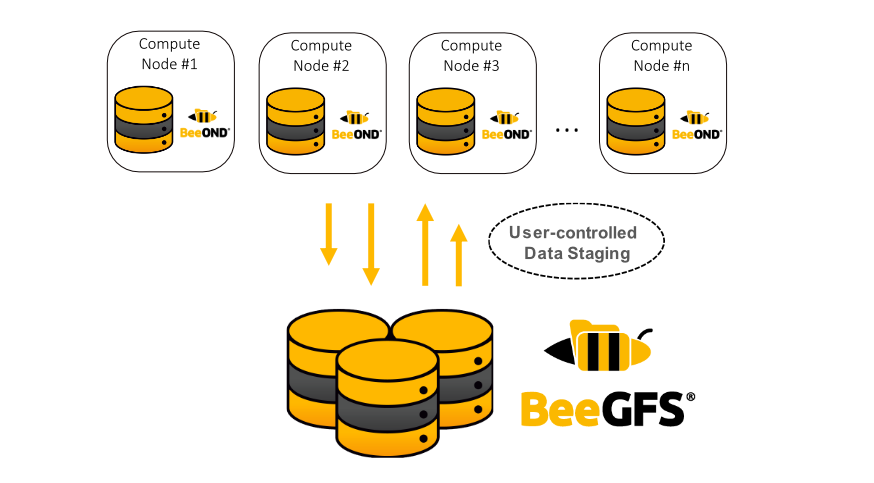 Compute
Node #1
BeeOND®
Compute
Node #2
BeeOND®
Compute
Node #3
BeeOND®
...
Compute
Node #n
BeeOND®
User-controlled
Data Staging
BeeGFS®